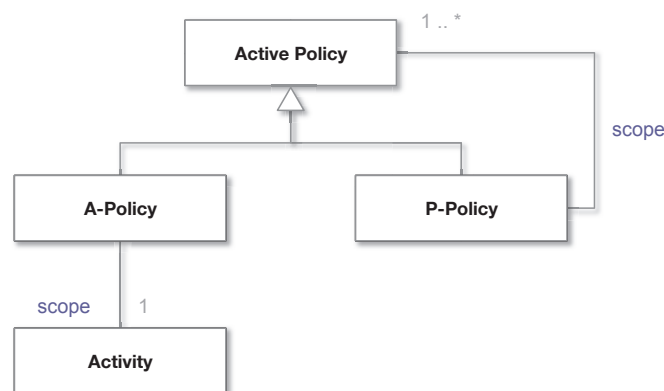 1 .. *
Active Policy
scope
A-Policy
P-Policy
scope
1
Activity